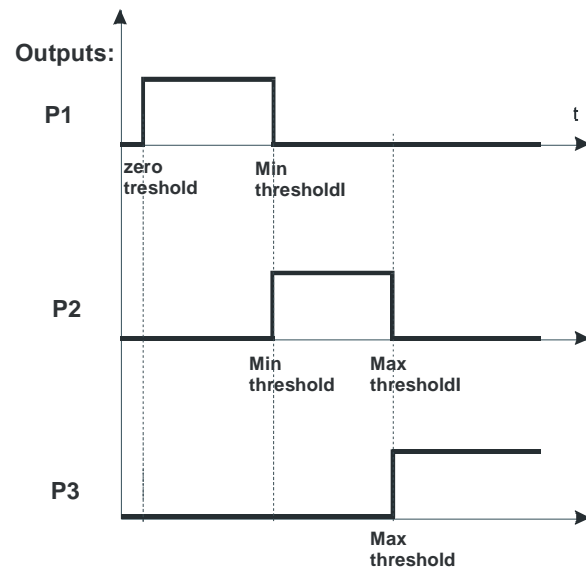 Outputs:
P1
t
zero
treshold
Min
thresholdl
P2
Min
threshold
Max
thresholdl
P3
Max
threshold